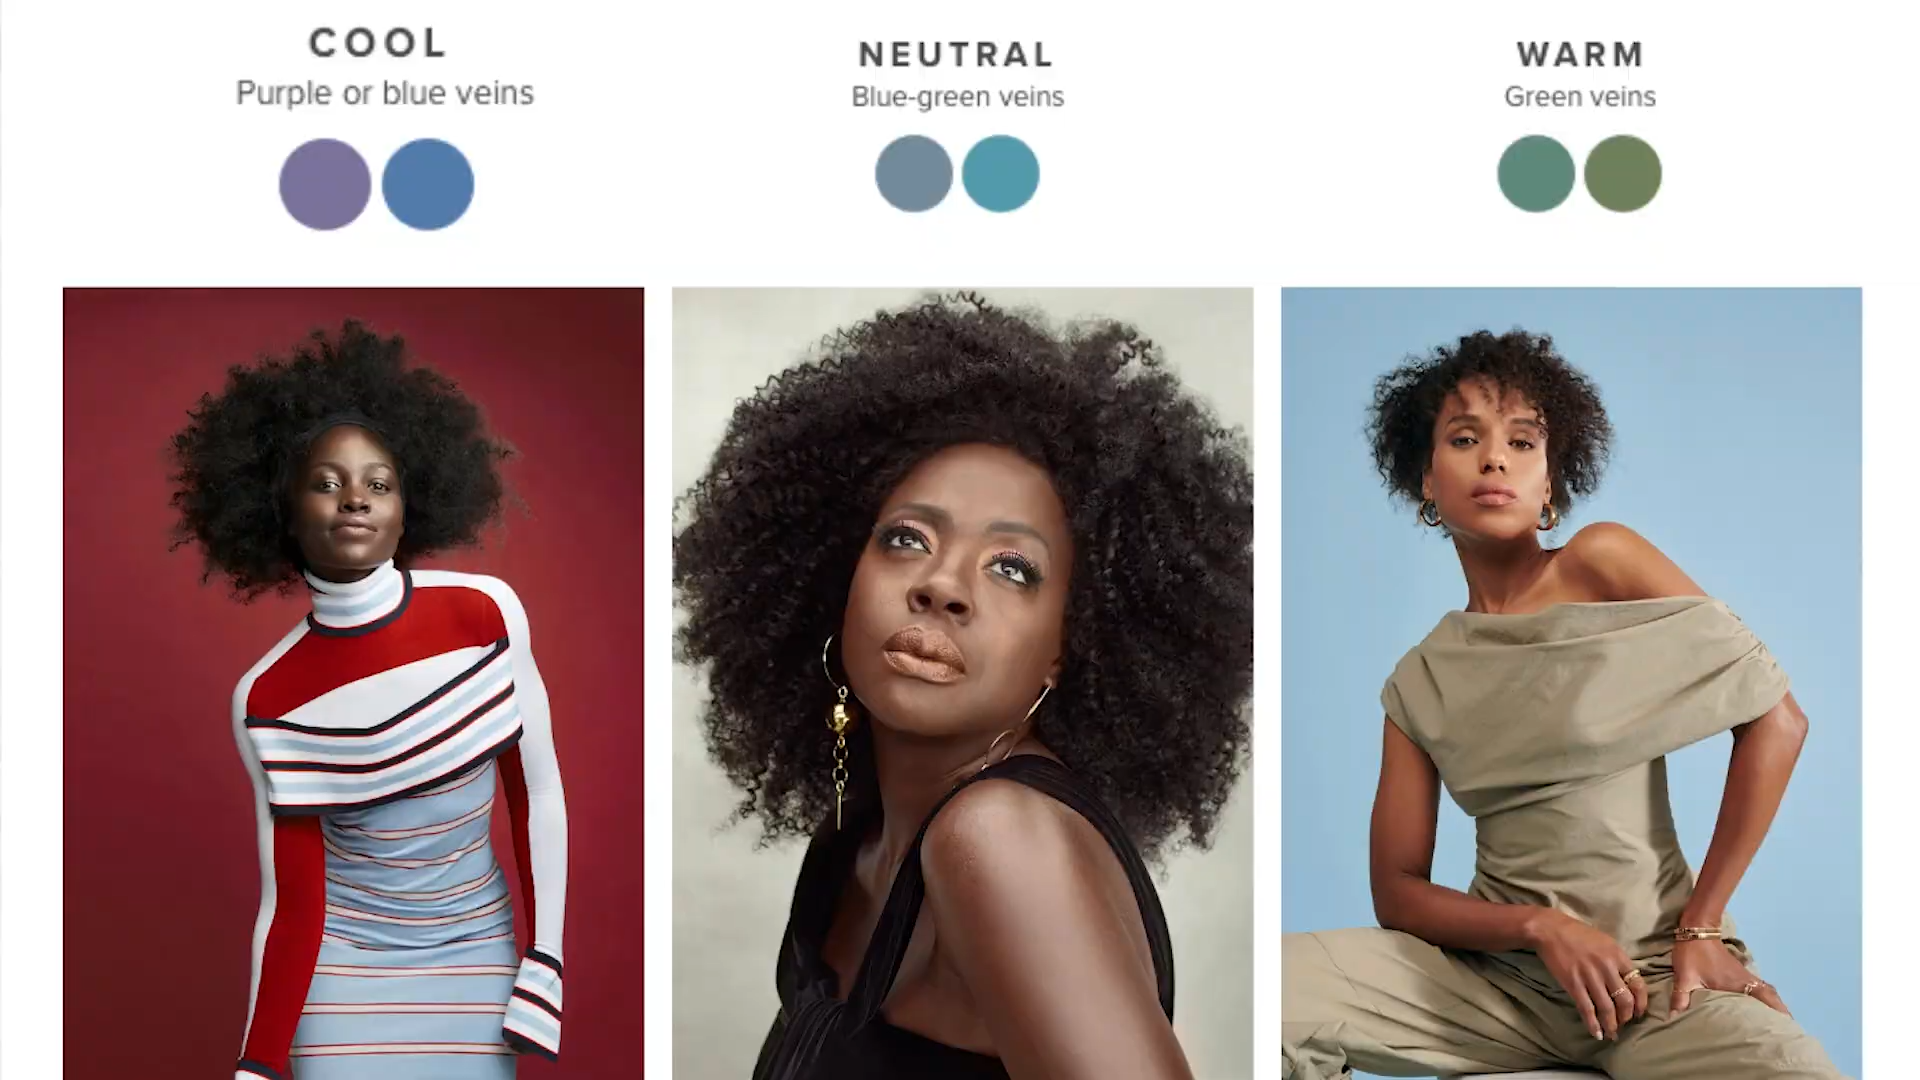 COOL
Purple or blue veins
NEUTRAL
Blue-green veins
WARM
Green veins